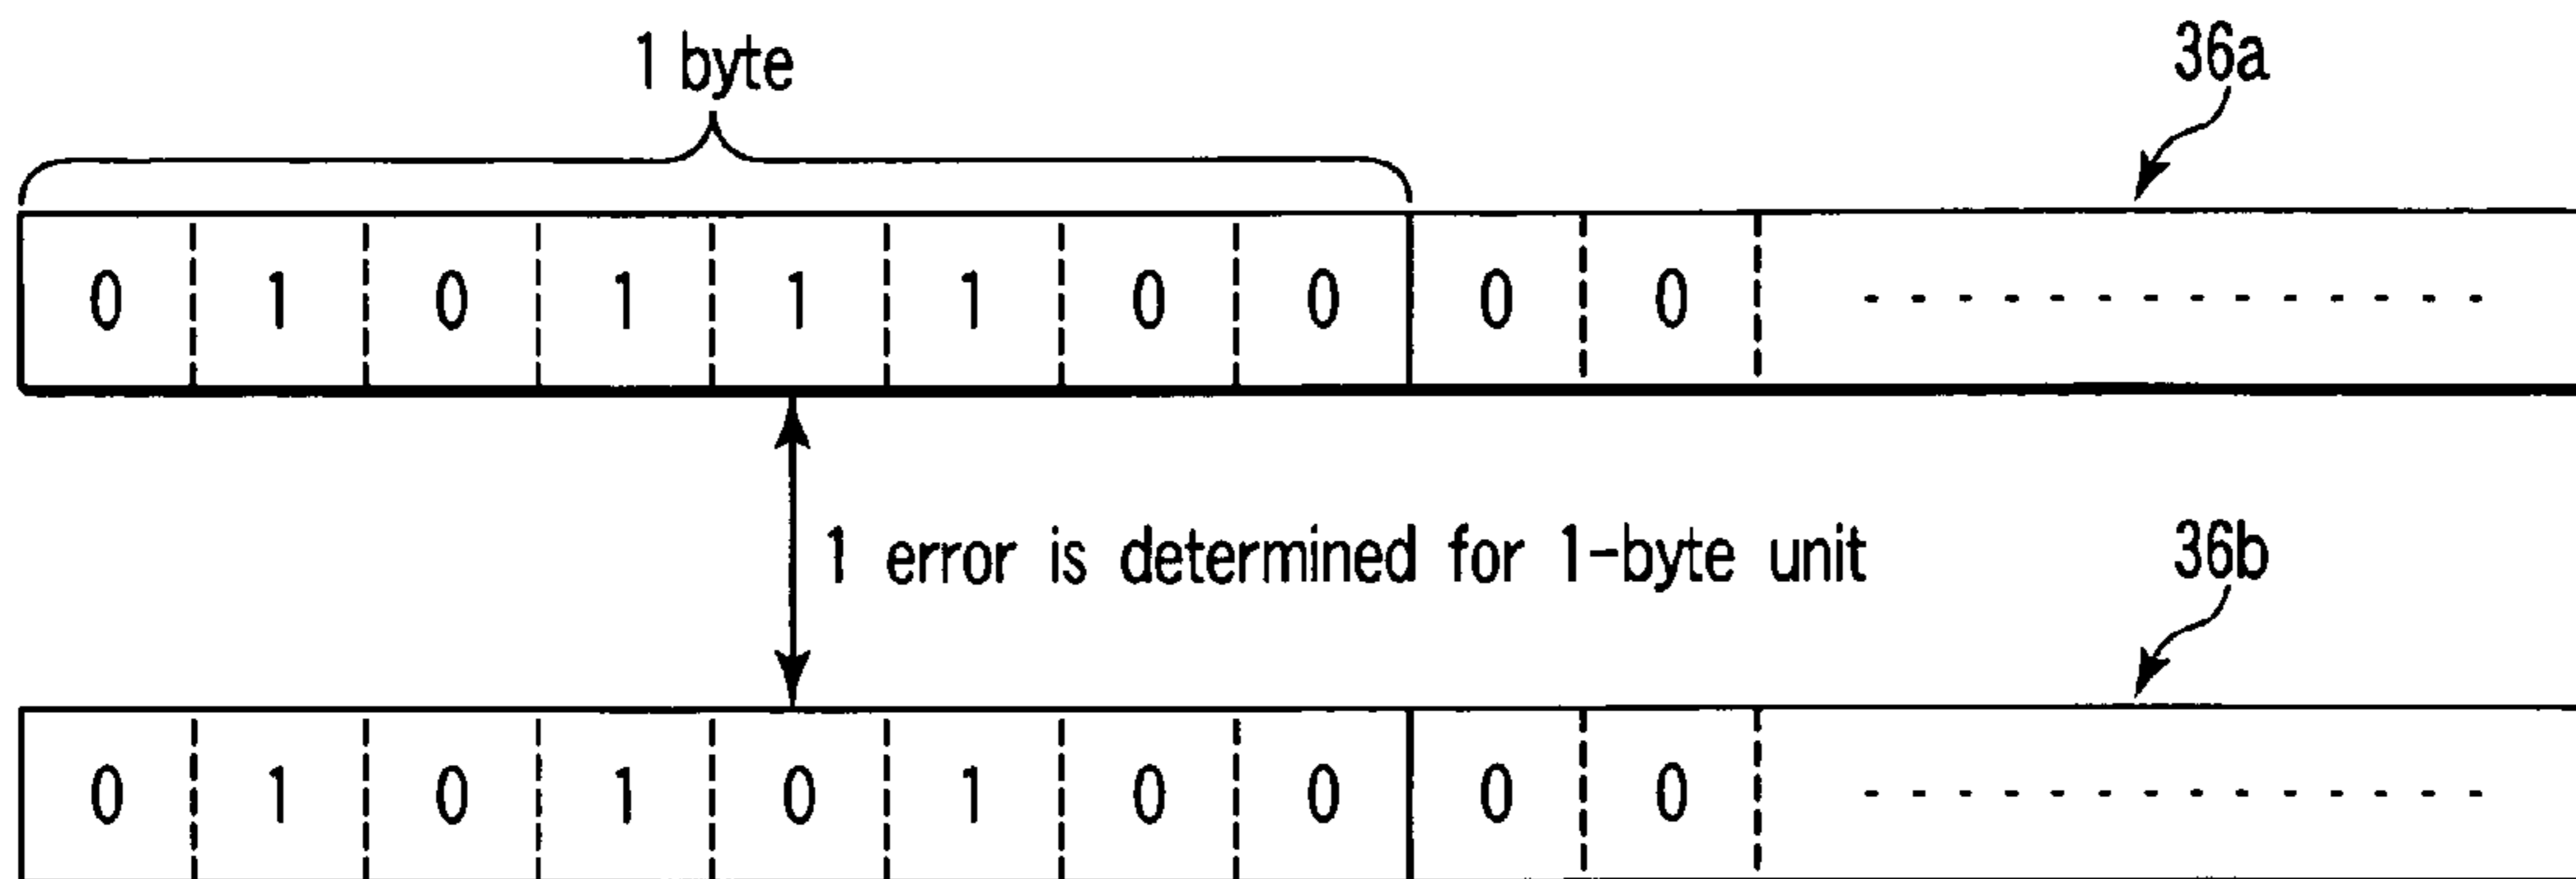 1 byte
36a
0 1 0 1 1 1 0 0 0 0
1 error is determined for 1-byte unit
36b
0 1 0 1 0 1 0 0 0 0